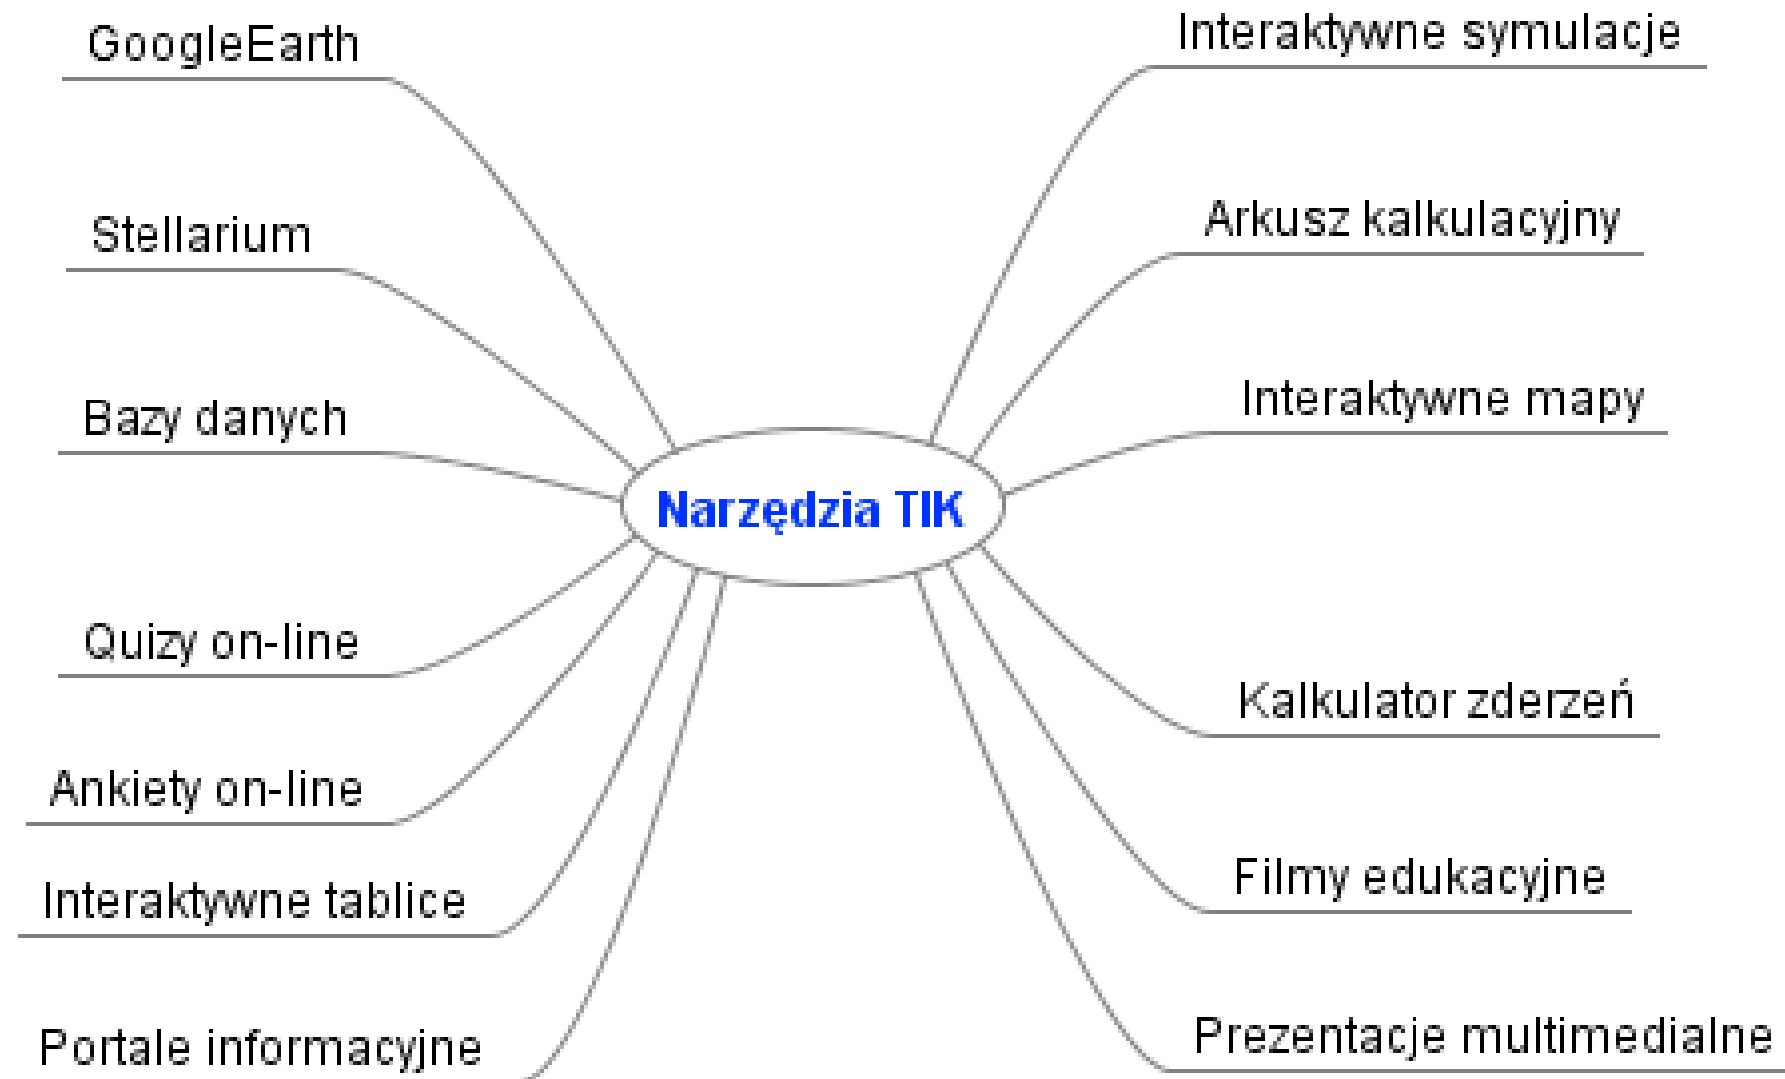 GoogleEarth
Stellarium
Bazy danych
Quizy on-line
Ankiety on-line
Interaktywne tablice
Portale informacyjne
Narzędzia TIK
Interaktywne symulacje
Arkusz kalkulacyjny
Interaktywne mapy
Kalkulator zderzeń
Filmy edukacyjne
Prezentacje multimedialne